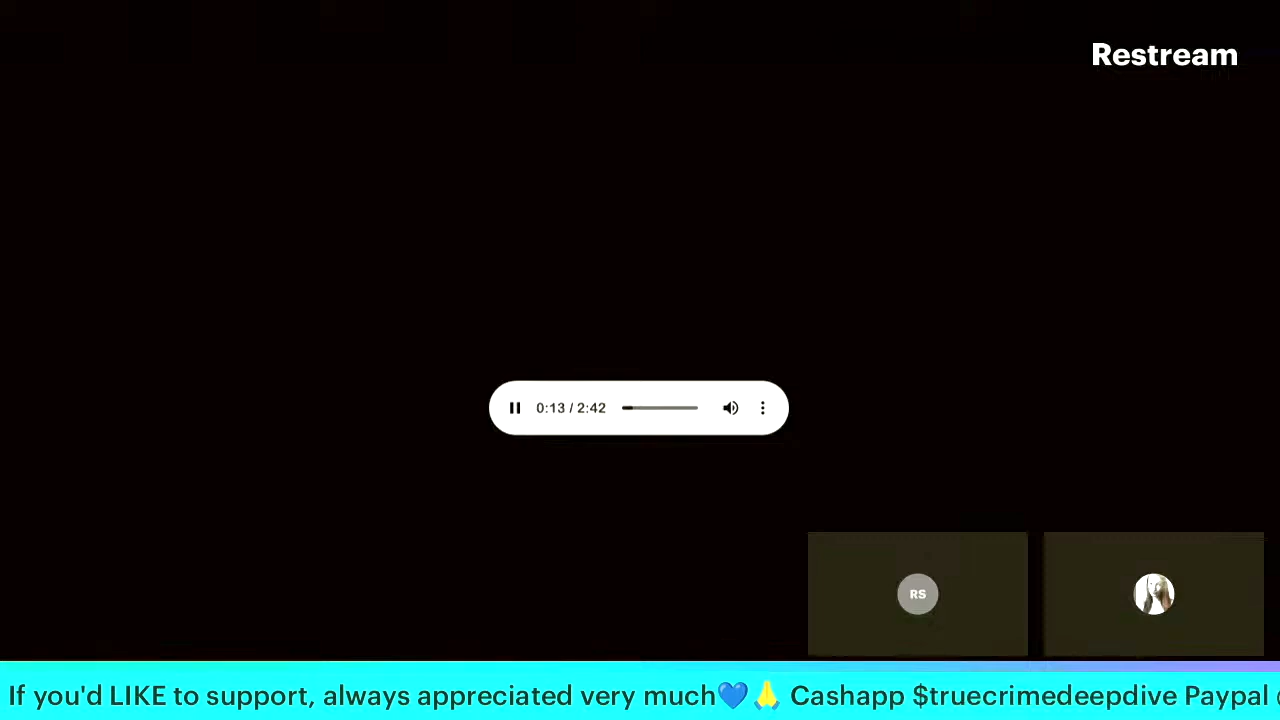 Restream
0:13 / 2:42
RS
If you'd LIKE to support, always appreciated very much💙🙏 Cashapp $truecrimedeepdive Paypal